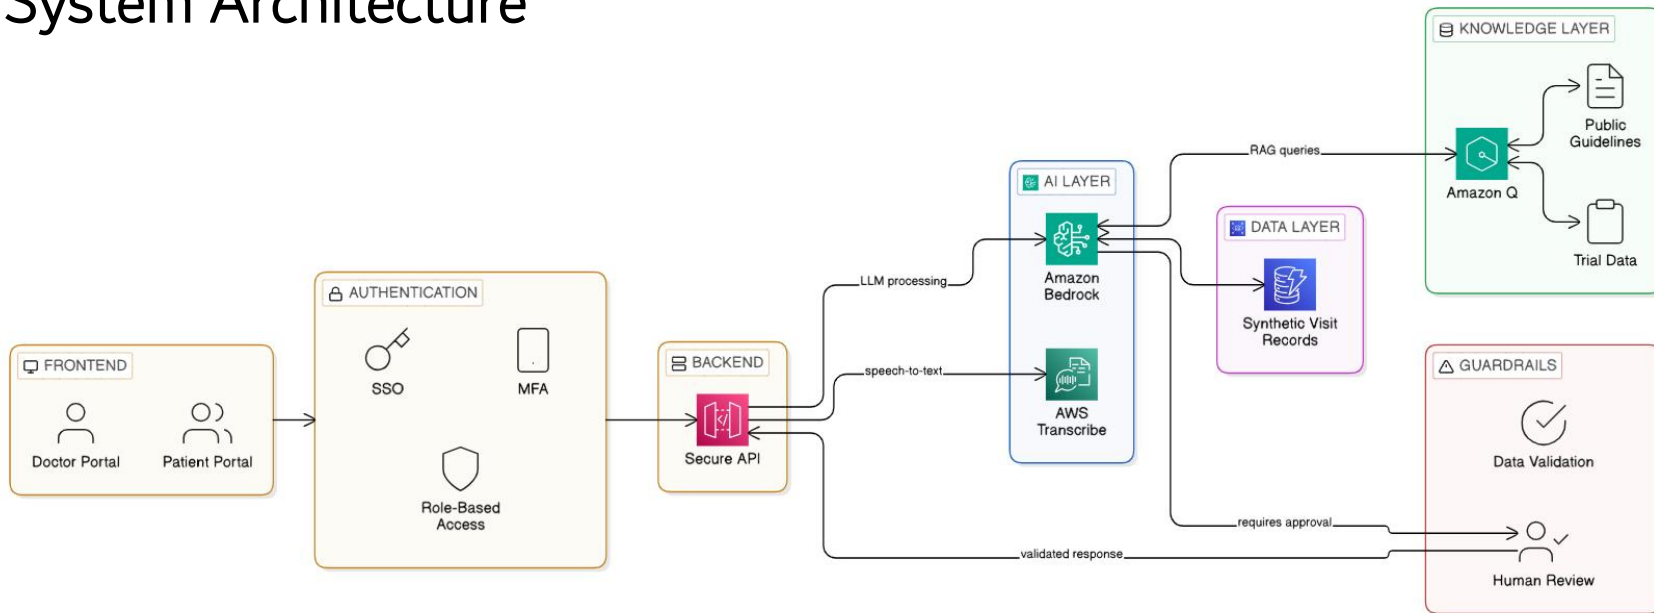 System Architecture
KNOWLEDGE LAYER
Public
Guidelines
RAG queries
Amazon Q
Trial Data
AI LAYER
Amazon
Bedrock
AWS
Transcribe
DATA LAYER
Synthetic Visit
Records
LLM processing
speech-to-text
AUTHENTICATION
SSO
MFA
Role-Based
Access
FRONTEND
Doctor Portal
Patient Portal
BACKEND
Secure API
GUARDRAILS
Data Validation
requires approval
validated response
Human Review